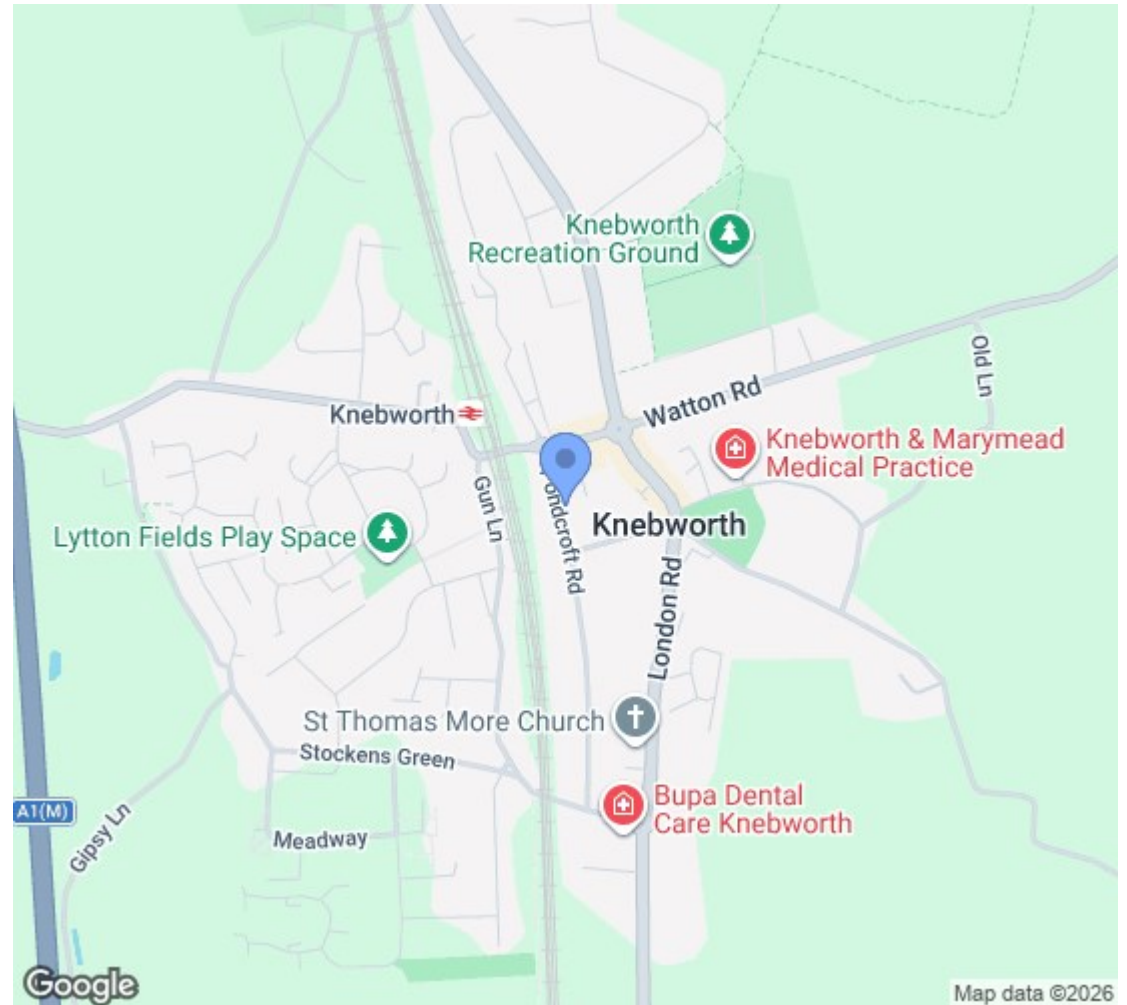 Knebworth
Recreation Ground
Old Ln
Watton Rd
Knebworth
Knebworth & Marymead
Medical Practice
Gun Ln
Pondcroft Rd
Knebworth
Lytton Fields Play Space
London Rd
St Thomas More Church
Stockens Green
A1(M)
Gipsy Ln
Bupa Dental
Care Knebworth
Meadway
Google
Map data ©2026